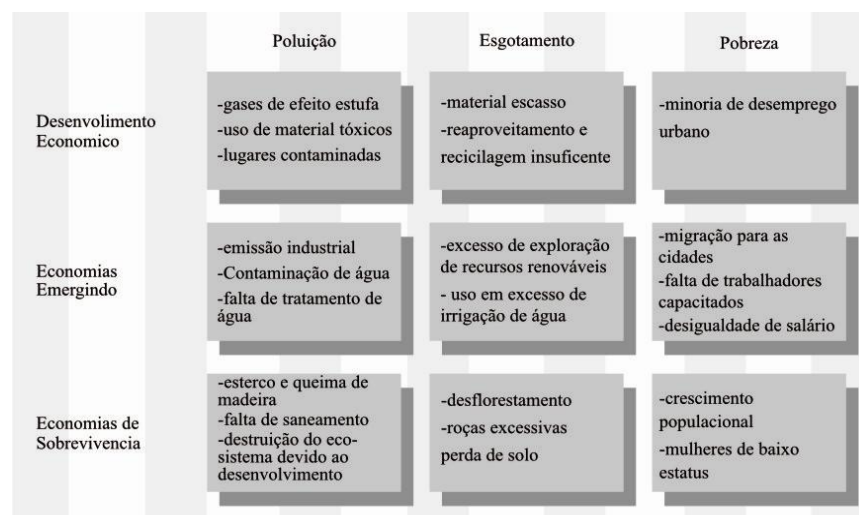 Poluição
Esgotamento
Pobreza
Desenvolimento
Economico
-gases de efeito estufa
-uso de material tóxicos
-lugares contaminadas
-material escasso
-reaproveitamento e
recicilagem insuficente
-minoria de desemprego
urbano
Economias
Emergindo
-emissão industrial
-Contaminação de água
-falta de tratamento de
água
-excesso de exploração
de recursos renováveis
- uso em excesso de
irrigação de água
-migração para as
cidades
-falta de trabalhadores
capacitados
-desigualdade de salário
Economias de
Sobrevivencia
-esterco e queima de
madeira
-falta de saneamento
-destruição do eco-
sistema devido ao
desenvolvimento
-desflorestamento
-roças excessivas
perda de solo
-crescimento
populacional
-mulheres de baixo
estatus